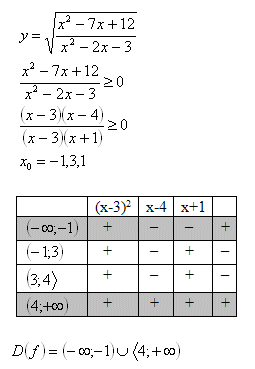 y = √((x² − 7x + 12)/(x² − 2x − 3))
(x² − 7x + 12)/(x² − 2x − 3) ≥ 0
((x − 3)(x − 4))/((x − 3)(x + 1)) ≥ 0
x₀ = −1,3,1
(x-3)² x-4 x+1
(−∞;−1) + − − +
(−1;3) + − + −
(3;4⟩ + − + −
(4;+∞) + + + +
D(f) = (−∞;−1) ∪ ⟨4;+∞)